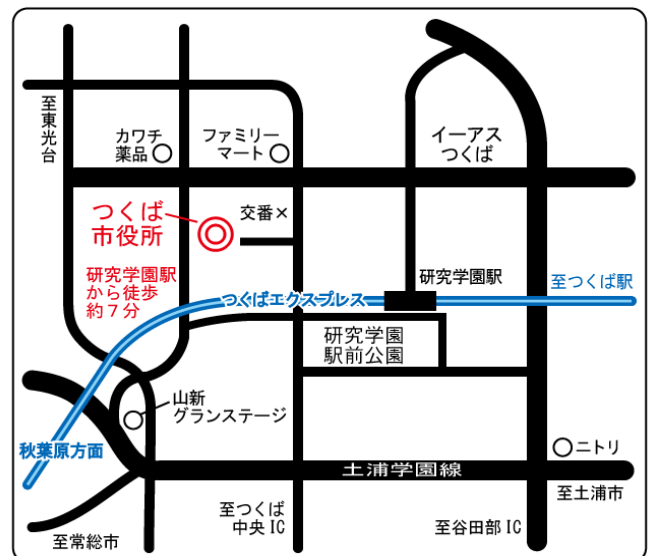 至東光台
カワチ
薬品
ファミリー
マート
イーアス
つくば
つくば
市役所
交番×
研究学園駅
から徒歩
約7分
つくばエクスプレス
研究学園駅
至つくば駅
研究学園
駅前公園
山新
グランステージ
秋葉原方面
土浦学園線
ニトリ
至土浦市
至常総市
至つくば
中央IC
至谷田部IC